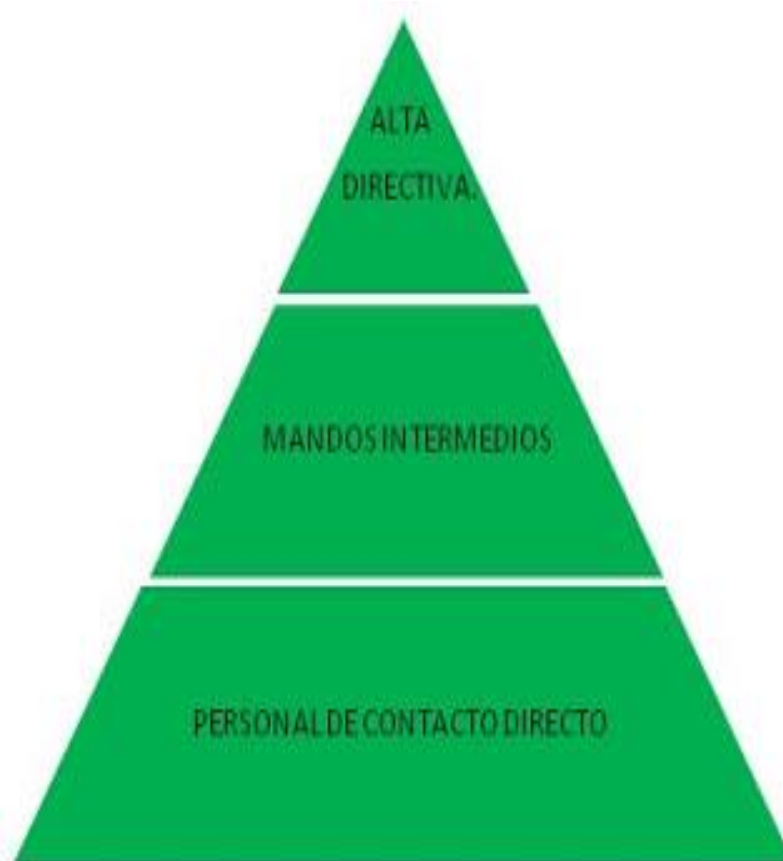 ALTA
DIRECTIVA.
MANDOS INTERMEDIOS
PERSONAL DE CONTACTO DIRECTO